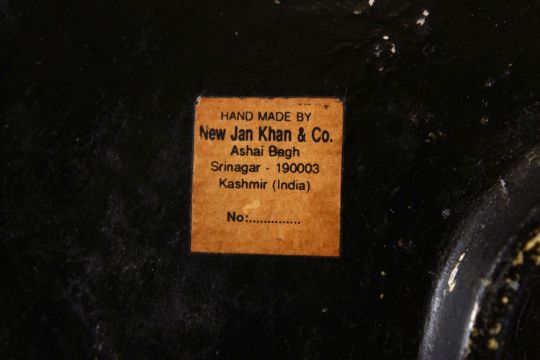 HAND MADE BY
New Jan Khan & Co.
Ashai Bagh
Srinagar - 190003
Kashmir (India)
No:...............